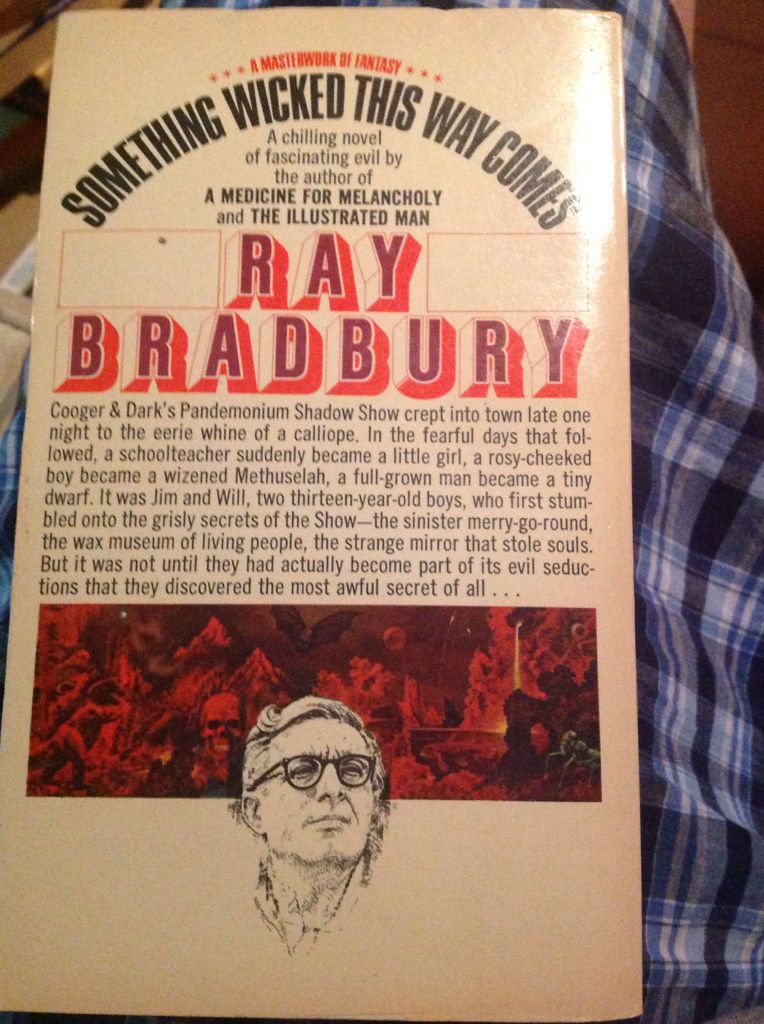 *** A MASTERWORK OF FANTASY ***
SOMETHING WICKED THIS WAY COMES
A chilling novel
of fascinating evil by
the author of
A MEDICINE FOR MELANCHOLY
and THE ILLUSTRATED MAN
RAY
BRADBURY
Cooger & Dark's Pandemonium Shadow Show crept into town late one
night to the eerie whine of a calliope. In the fearful days that fol-
lowed, a schoolteacher suddenly became a little girl, a rosy-cheeked
boy became a wizened Methuselah, a full-grown man became a tiny
dwarf. It was Jim and Will, two thirteen-year-old boys, who first stum-
bled onto the grisly secrets of the Show—the sinister merry-go-round,
the wax museum of living people, the strange mirror that stole souls.
But it was not until they had actually become part of its evil seduc-
tions that they discovered the most awful secret of all . . .